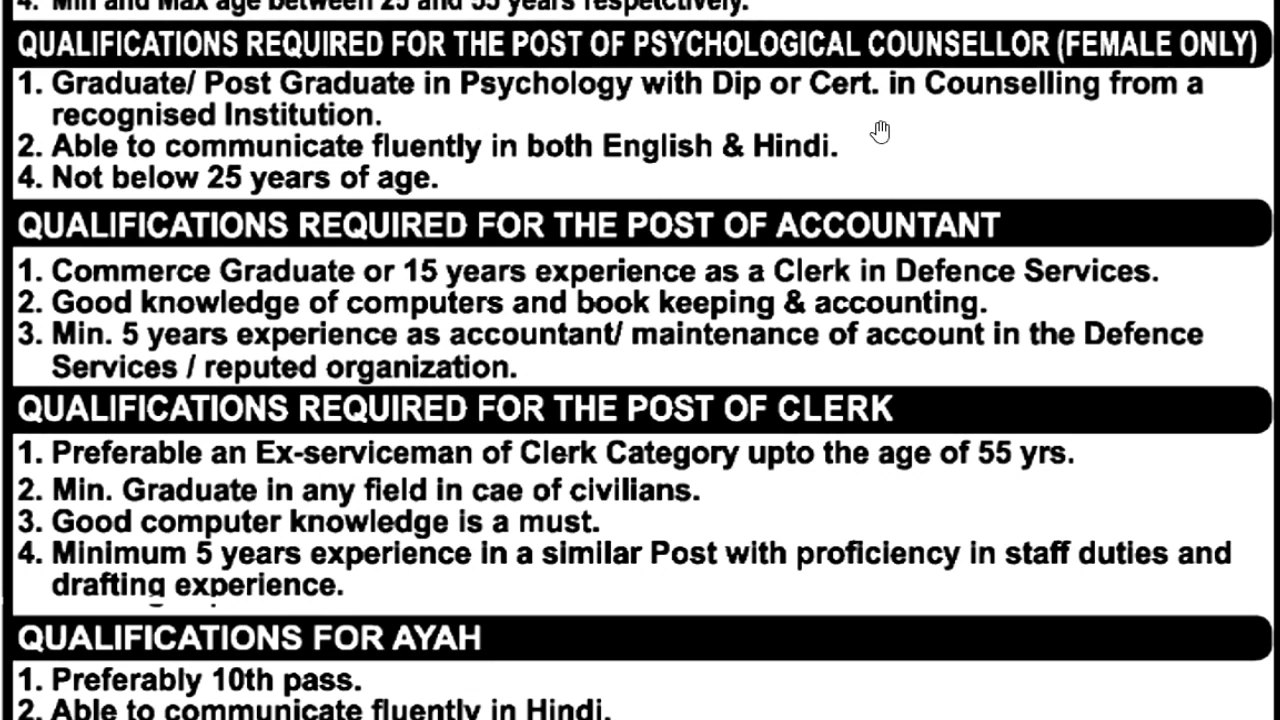 4. Min and Max age between 25 and 55 years respetctively.
QUALIFICATIONS REQUIRED FOR THE POST OF PSYCHOLOGICAL COUNSELLOR (FEMALE ONLY)
1. Graduate/ Post Graduate in Psychology with Dip or Cert. in Counselling from a
recognised Institution.
2. Able to communicate fluently in both English & Hindi.
4. Not below 25 years of age.
QUALIFICATIONS REQUIRED FOR THE POST OF ACCOUNTANT
1. Commerce Graduate or 15 years experience as a Clerk in Defence Services.
2. Good knowledge of computers and book keeping & accounting.
3. Min. 5 years experience as accountant/ maintenance of account in the Defence
Services / reputed organization.
QUALIFICATIONS REQUIRED FOR THE POST OF CLERK
1. Preferable an Ex-serviceman of Clerk Category upto the age of 55 yrs.
2. Min. Graduate in any field in cae of civilians.
3. Good computer knowledge is a must.
4. Minimum 5 years experience in a similar Post with proficiency in staff duties and
drafting experience.
QUALIFICATIONS FOR AYAH
1. Preferably 10th pass.
2. Able to communicate fluently in Hindi.